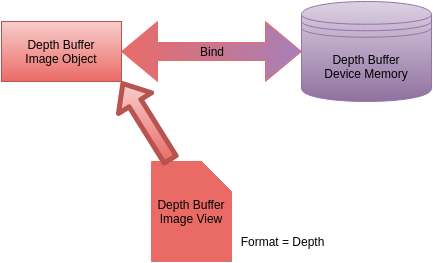 Depth Buffer
Image Object
Bind
Depth Buffer
Device Memory
Depth Buffer
Image View
Format = Depth